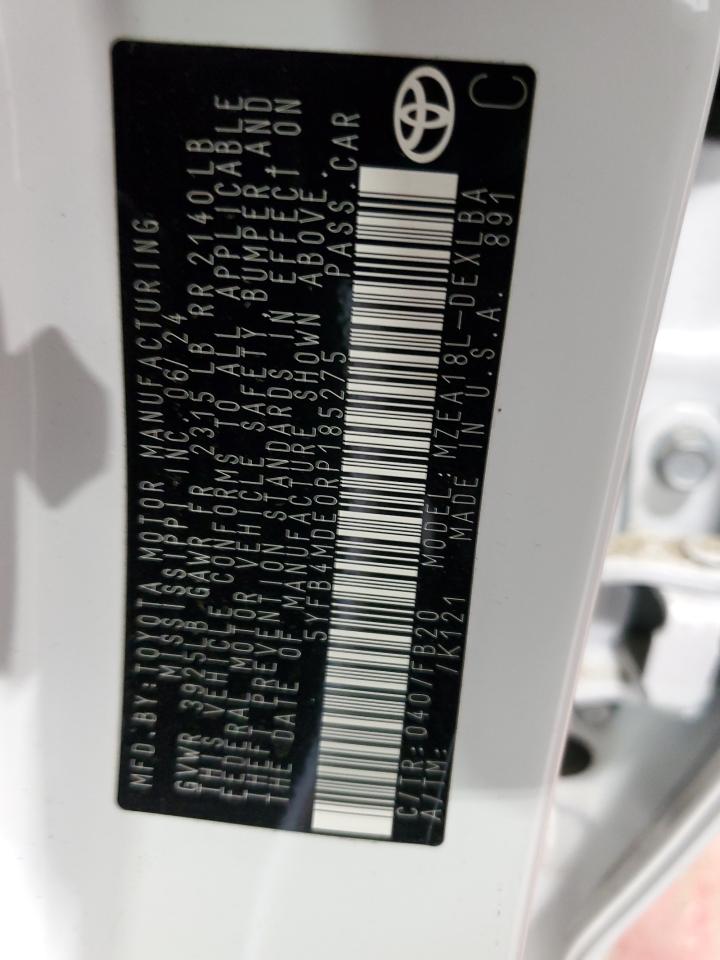 MFD.BY:TOYOTA MOTOR MANUFACTURING
MISSISSIPPI INC 06/24
GVWR 3925LB GAWR FR 2315 LB RR 2140LB
THIS VEHICLE CONFORMS TO ALL APPLICABLE
FEDERAL MOTOR VEHICLE SAFETY, BUMPER AND
THEFT PREVENTION STANDARDS IN EFFECT ON
THE DATE OF MANUFACTURE SHOWN ABOVE.
5YFB4MDE0RP185275 PASS.CAR
C/TR: 040/FB20 MODEL: MZEA18L-DEXLBA
A/TM: /K121 MADE IN U.S.A. 891
C